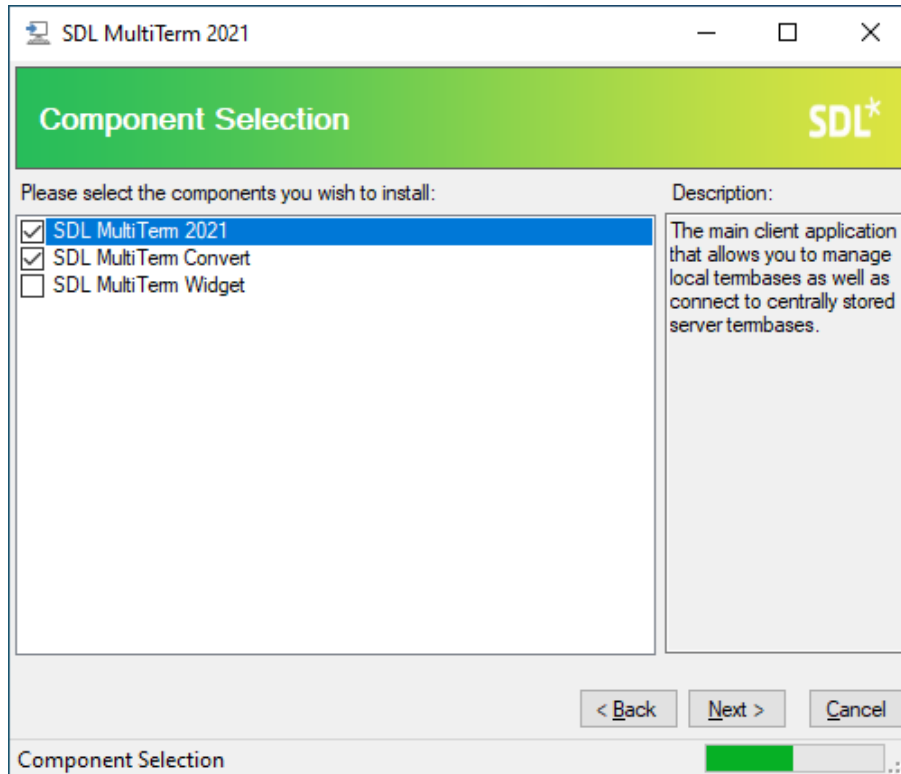 SDL MultiTerm 2021
Component Selection
SDL*
Please select the components you wish to install:
SDL MultiTerm 2021
SDL MultiTerm Convert
SDL MultiTerm Widget
Description:
The main client application
that allows you to manage
local termbases as well as
connect to centrally stored
server termbases.
< Back
Next >
Cancel
Component Selection